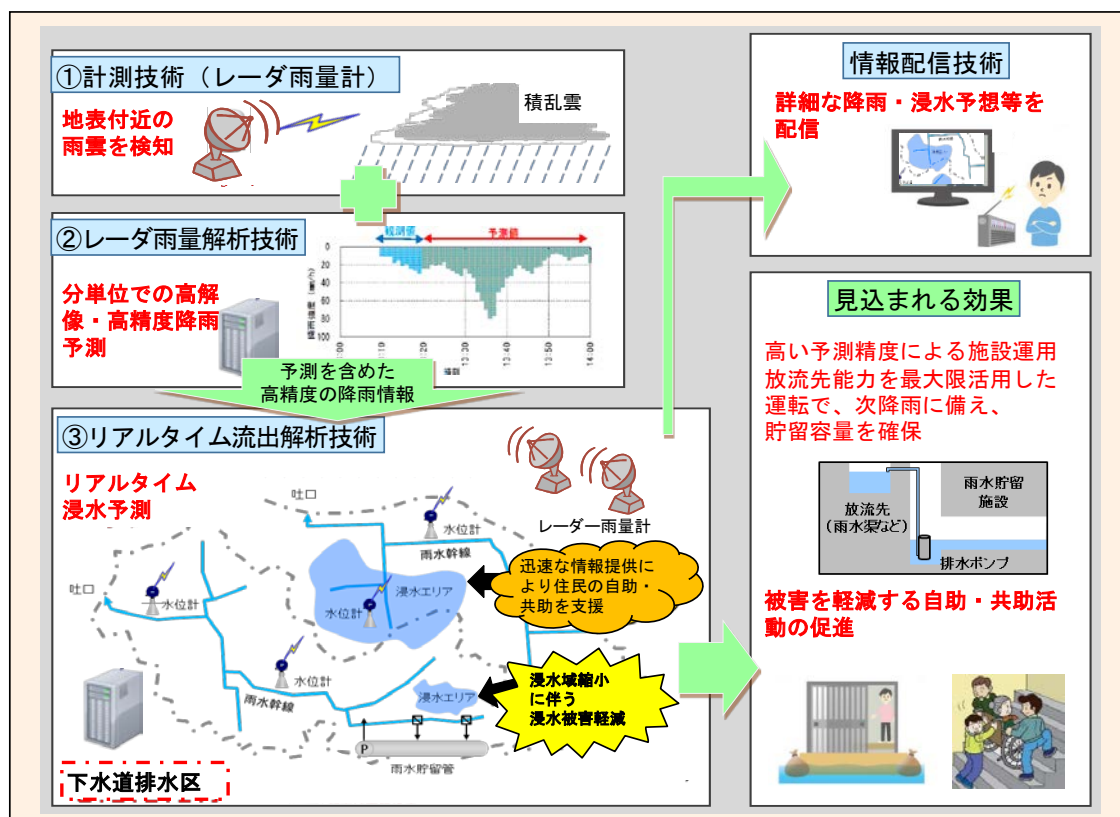 ①計測技術(レーダ雨量計)
地表付近の
雨雲を検知
積乱雲
②レーダ雨量解析技術
分単位での高解
像・高精度降雨
予測
観測値
予測値
0
20
40
60
80
100
13:30
13:40
13:50
14:00
予測を含めた
高精度の降雨情報
③リアルタイム流出解析技術
リアルタイム
浸水予測
レーダー雨量計
吐口
水位計
雨水幹線
迅速な情報提供に
より住民の自助・
共助を支援
浸水エリア
水位計
吐口
水位計
水位計
雨水幹線
浸水エリア
浸水域縮小
に伴う
浸水被害軽減
P
雨水貯留管
下水道排水区
情報配信技術
詳細な降雨・浸水予想等を
配信
見込まれる効果
高い予測精度による施設運用
放流先能力を最大限活用した
運転で、次降雨に備え、
貯留容量を確保
雨水貯留
施設
放流先
(雨水渠など)
排水ポンプ
被害を軽減する自助・共助活
動の促進